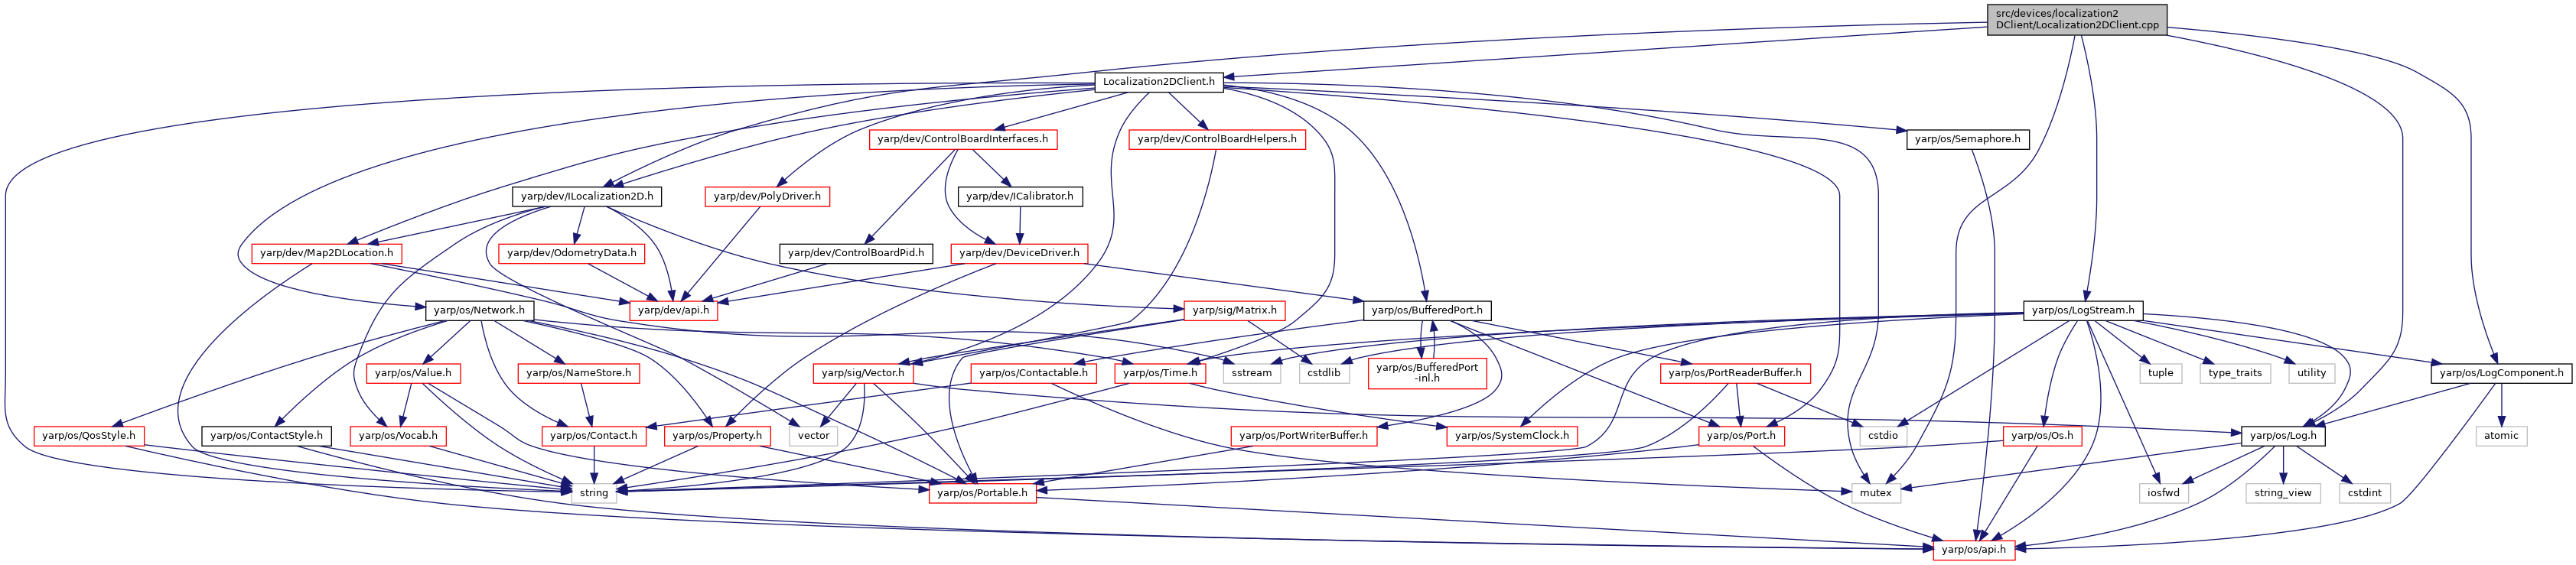 src/devices/localization2
DClient/Localization2DClient.cpp
Localization2DClient.h
yarp/dev/ControlBoardInterfaces.h
yarp/dev/ControlBoardHelpers.h
yarp/os/Semaphore.h
yarp/dev/ILocalization2D.h
yarp/dev/PolyDriver.h
yarp/dev/ICalibrator.h
yarp/dev/Map2DLocation.h
yarp/dev/OdometryData.h
yarp/dev/ControlBoardPid.h
yarp/dev/DeviceDriver.h
yarp/os/Network.h
yarp/dev/api.h
yarp/sig/Matrix.h
yarp/os/BufferedPort.h
yarp/os/LogStream.h
yarp/os/Value.h
yarp/os/NameStore.h
yarp/sig/Vector.h
yarp/os/Contactable.h
yarp/os/Time.h
sstream
cstdlib
yarp/os/BufferedPort
-inl.h
yarp/os/PortReaderBuffer.h
tuple
type_traits
utility
yarp/os/LogComponent.h
yarp/os/QosStyle.h
yarp/os/ContactStyle.h
yarp/os/Vocab.h
yarp/os/Contact.h
yarp/os/Property.h
vector
yarp/os/PortWriterBuffer.h
yarp/os/SystemClock.h
yarp/os/Port.h
cstdio
yarp/os/Os.h
yarp/os/Log.h
atomic
string
yarp/os/Portable.h
mutex
iosfwd
string_view
cstdint
yarp/os/api.h